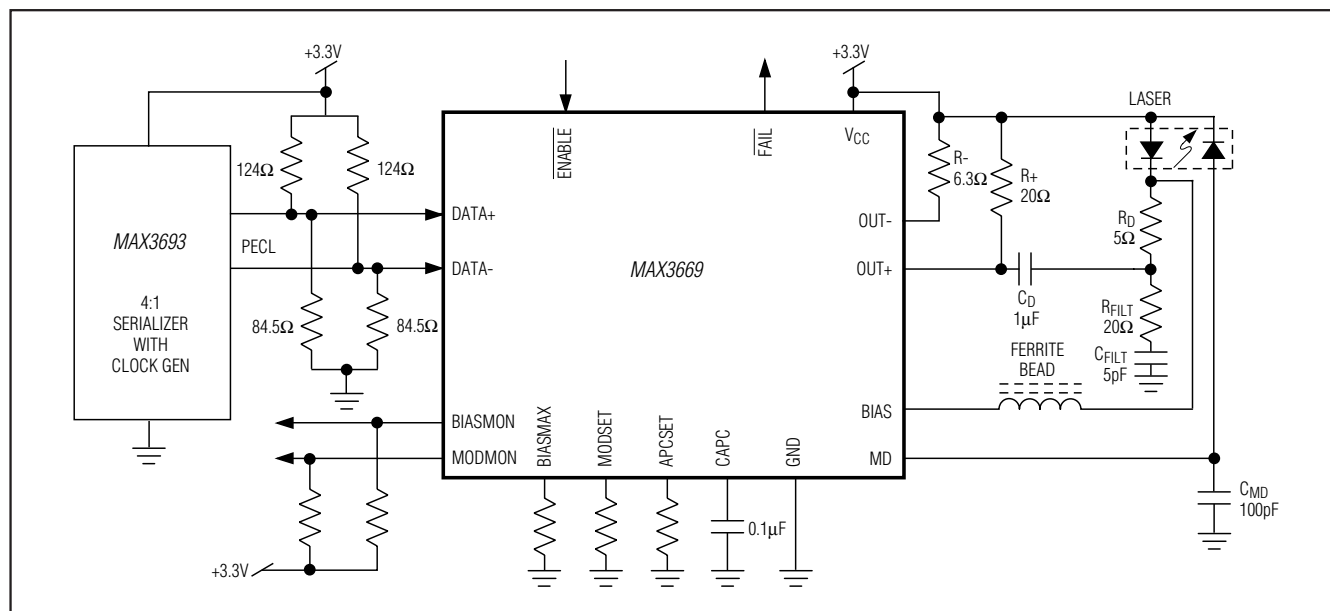 +3.3V
+3.3V
LASER
124Ω
124Ω
ENABLE
FAIL
VCC
R-
6.3Ω
R+
20Ω
MAX3693
4:1
SERIALIZER
WITH
CLOCK GEN
PECL
DATA+
DATA-
MAX3669
OUT-
OUT+
RD
5Ω
CD
1µF
RFILT
20Ω
CFILT
5pF
84.5Ω
84.5Ω
FERRITE
BEAD
BIASMON
MODMON
BIASMAX
MODSET
APCSET
CAPC
GND
BIAS
MD
0.1µF
CMD
100pF
+3.3V